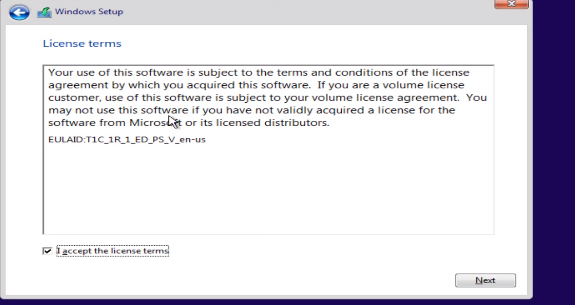 Windows Setup
License terms
Your use of this software is subject to the terms and conditions of the license
agreement by which you acquired this software.  If you are a volume license
customer, use of this software is subject to your volume license agreement.  You
may not use this software if you have not validly acquired a license for the
software from Microsoft or its licensed distributors.
EULAID:T1C_1R_1_ED_PS_V_en-us
I accept the license terms
Next